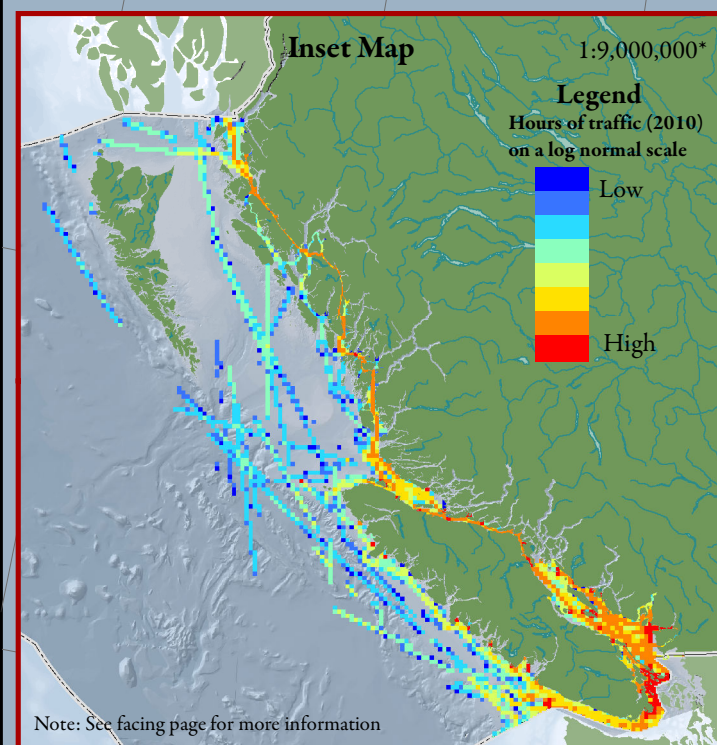 Inset Map
1:9,000,000*
Legend
Hours of traffic (2010)
on a log normal scale
Low
High
Note: See facing page for more information